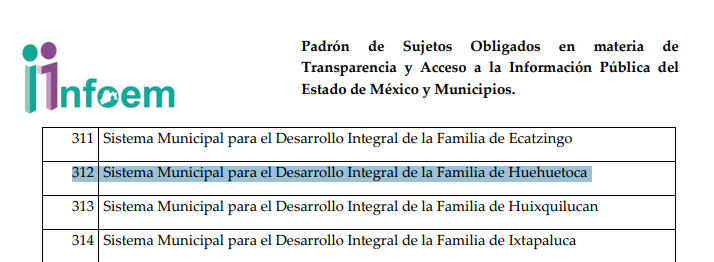 Padrón de Sujetos Obligados en materia de
Transparencia y Acceso a la Información Pública del
Estado de México y Municipios.
infoem
311 Sistema Municipal para el Desarrollo Integral de la Familia de Ecatzingo
312 Sistema Municipal para el Desarrollo Integral de la Familia de Huehuetoca
313 Sistema Municipal para el Desarrollo Integral de la Familia de Huixquilucan
314 Sistema Municipal para el Desarrollo Integral de la Familia de Ixtapaluca